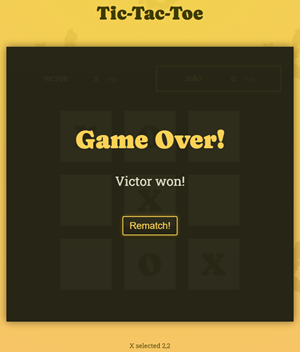 Tic-Tac-Toe
Game Over!
Victor won!
Rematch!
X
O X
X selected 2,2